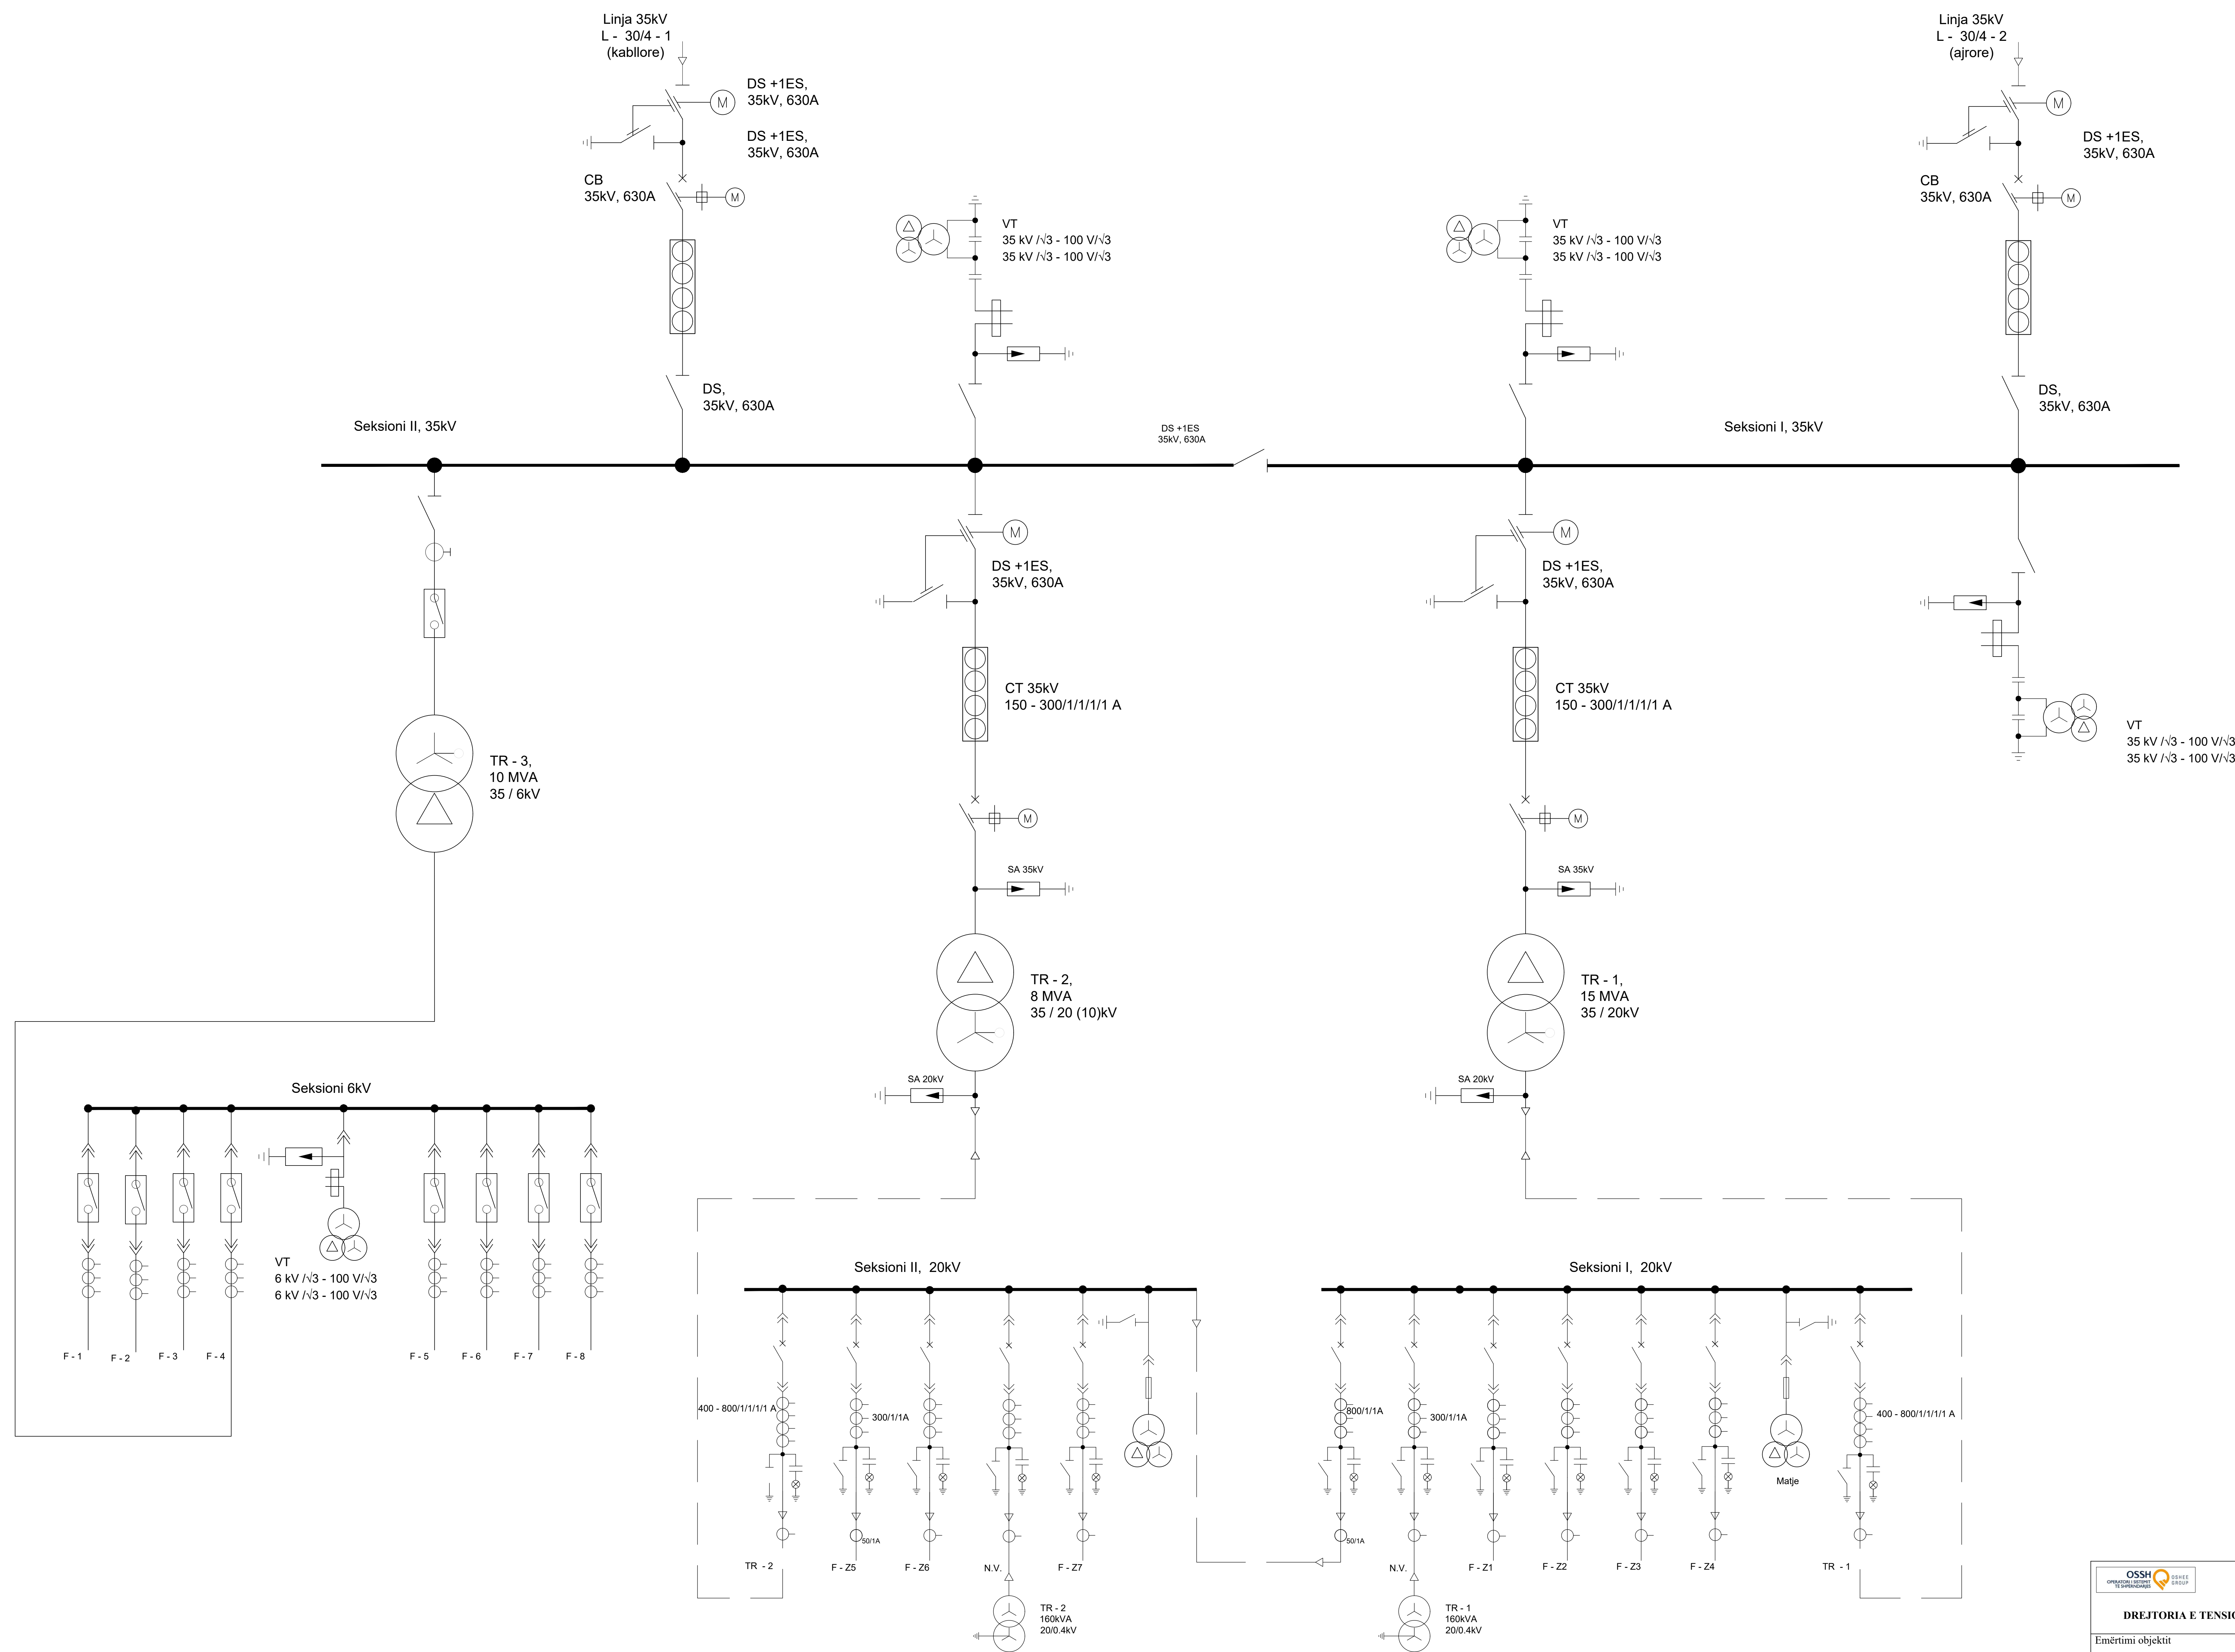 Linja 35kV
L -  30/4 - 1
(kabllore)
DS +1ES,
35kV, 630A
DS +1ES,
35kV, 630A
CB
35kV, 630A
M
M
DS,
35kV, 630A
VT
35 kV /√3 - 100 V/√3
35 kV /√3 - 100 V/√3
VT
35 kV /√3 - 100 V/√3
35 kV /√3 - 100 V/√3
Linja 35kV
L -  30/4 - 2
(ajrore)
M
DS +1ES,
35kV, 630A
CB
35kV, 630A
M
DS,
35kV, 630A
Seksioni II, 35kV
DS +1ES
35kV, 630A
Seksioni I, 35kV
TR - 3,
10 MVA
35 / 6kV
M
DS +1ES,
35kV, 630A
CT 35kV
150 - 300/1/1/1/1 A
M
SA 35kV
TR - 2,
8 MVA
35 / 20 (10)kV
SA 20kV
M
DS +1ES,
35kV, 630A
CT 35kV
150 - 300/1/1/1/1 A
M
SA 35kV
TR - 1,
15 MVA
35 / 20kV
SA 20kV
VT
35 kV /√3 - 100 V/√3
35 kV /√3 - 100 V/√3
Seksioni 6kV
VT
6 kV /√3 - 100 V/√3
6 kV /√3 - 100 V/√3
F - 1
F - 2
F - 3
F - 4
F - 5
F - 6
F - 7
F - 8
Seksioni II,  20kV
400 - 800/1/1/1/1 A
300/1/1A
50/1A
TR  - 2
F - Z5
F - Z6
N.V.
F - Z7
TR - 2
160kVA
20/0.4kV
Seksioni I,  20kV
800/1/1A
300/1/1A
400 - 800/1/1/1/1 A
50/1A
Matje
N.V.
F - Z1
F - Z2
F - Z3
F - Z4
TR  - 1
TR - 1
160kVA
20/0.4kV
OSSH
OPERATORI I SISTEMIT
TË SHPËRNDARJES
OSHEE
GROUP
DREJTORIA E
Emërtimi objektit